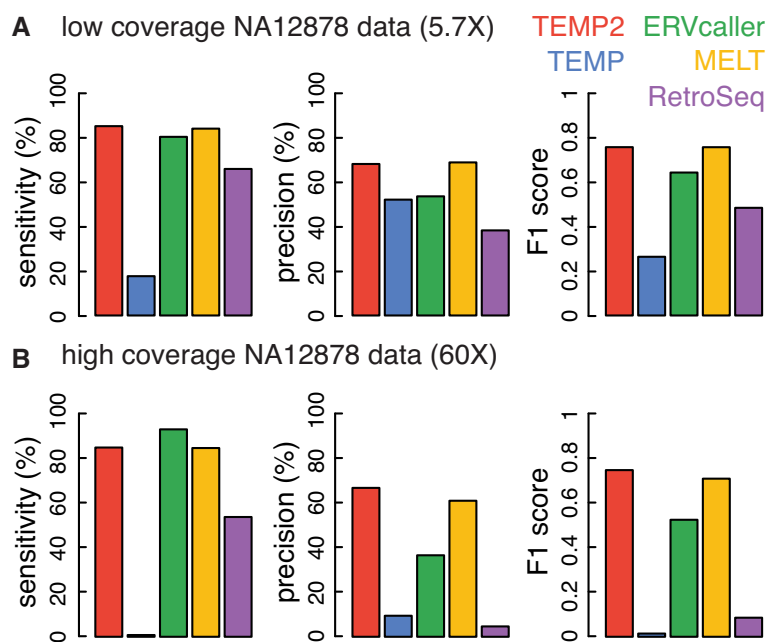 A low coverage NA12878 data (5.7X)
TEMP2 ERVcaller
TEMP MELT
RetroSeq
sensitivity (%)
0 20 40 60 80 100
precision (%)
0 20 40 60 80 100
F1 score
0 0.2 0.4 0.6 0.8 1
B high coverage NA12878 data (60X)
sensitivity (%)
0 20 40 60 80 100
precision (%)
0 20 40 60 80 100
F1 score
0 0.2 0.4 0.6 0.8 1